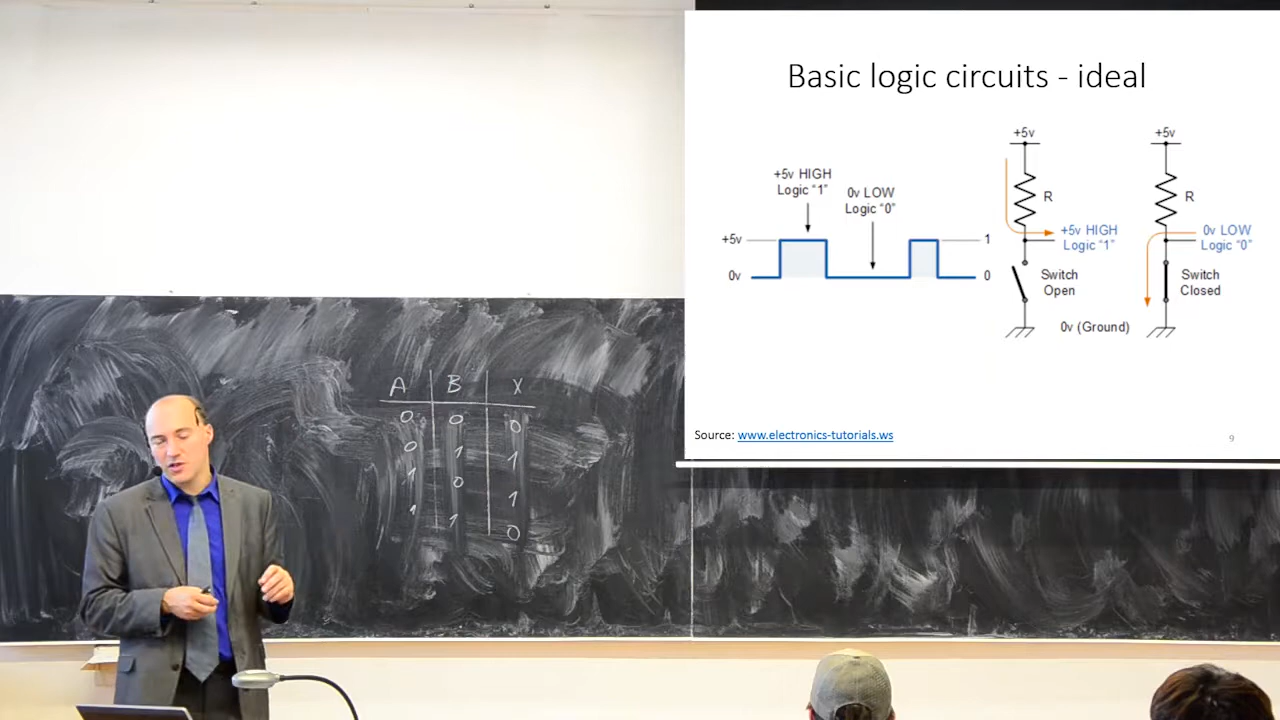 Basic logic circuits - ideal
+5v HIGH
Logic "1"
0v LOW
Logic "0"
+5v
0v
1
0
+5v
R
+5v HIGH
Logic "1"
Switch
Open
0v (Ground)
+5v
R
0v LOW
Logic "0"
Switch
Closed
Source: www.electronics-tutorials.ws
9
A B X
0 0 0
0 1 1
1 0 1
1 1 0